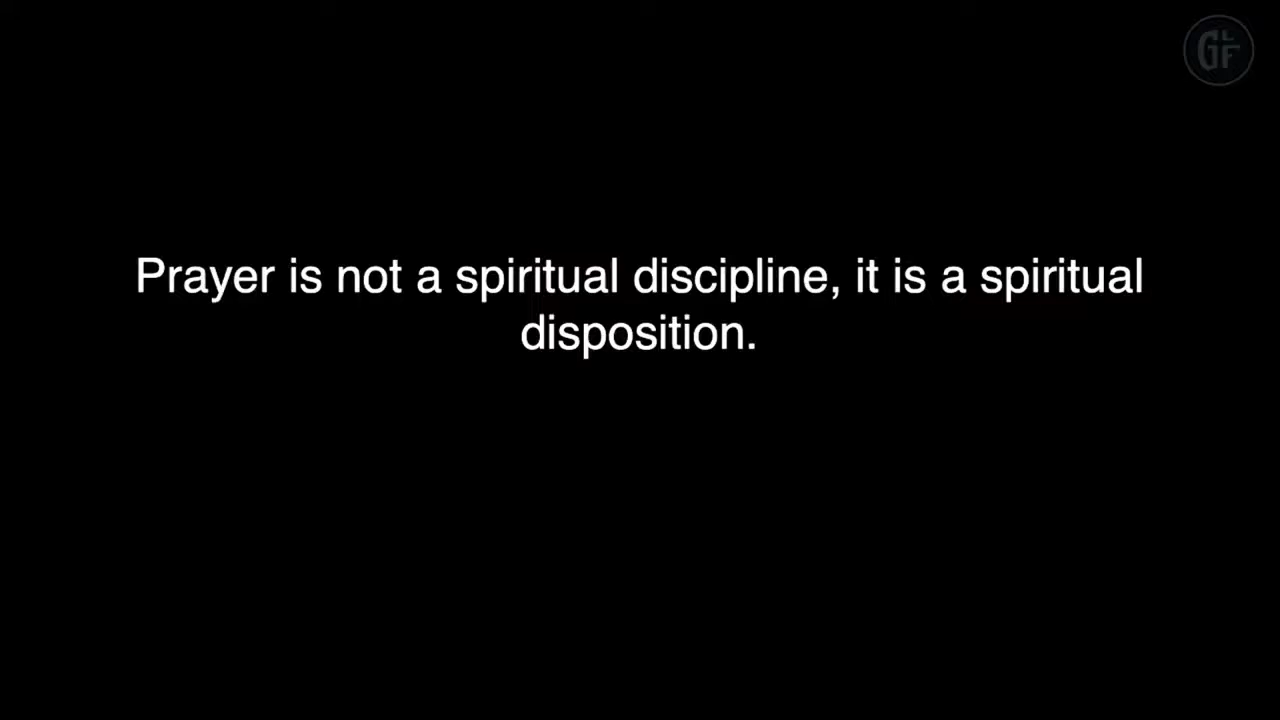 Prayer is not a spiritual discipline, it is a spiritual
disposition.